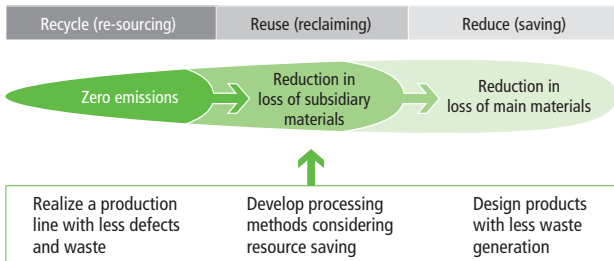 Recycle (re-sourcing)
Reuse (reclaiming)
Reduce (saving)
Zero emissions
Reduction in
loss of subsidiary
materials
Reduction in
loss of main materials
Realize a production
line with less defects
and waste
Develop processing
methods considering
resource saving
Design products
with less waste
generation